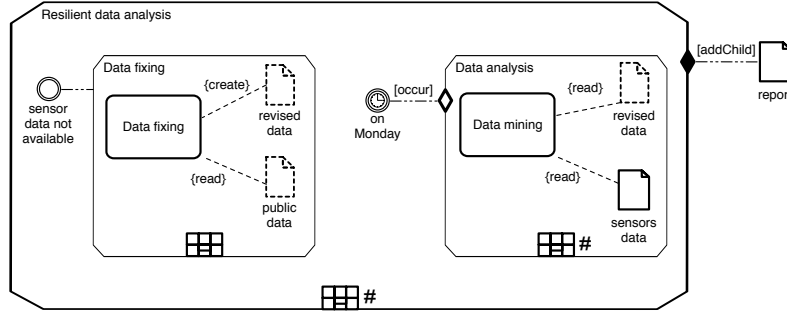 Resilient data analysis
[addChild]
report
Data fixing
{create}
revised
data
Data fixing
{read}
public
data
sensor
data not
available
[occur]
on
Monday
Data analysis
{read}
revised
data
Data mining
{read}
sensors
data
#
#